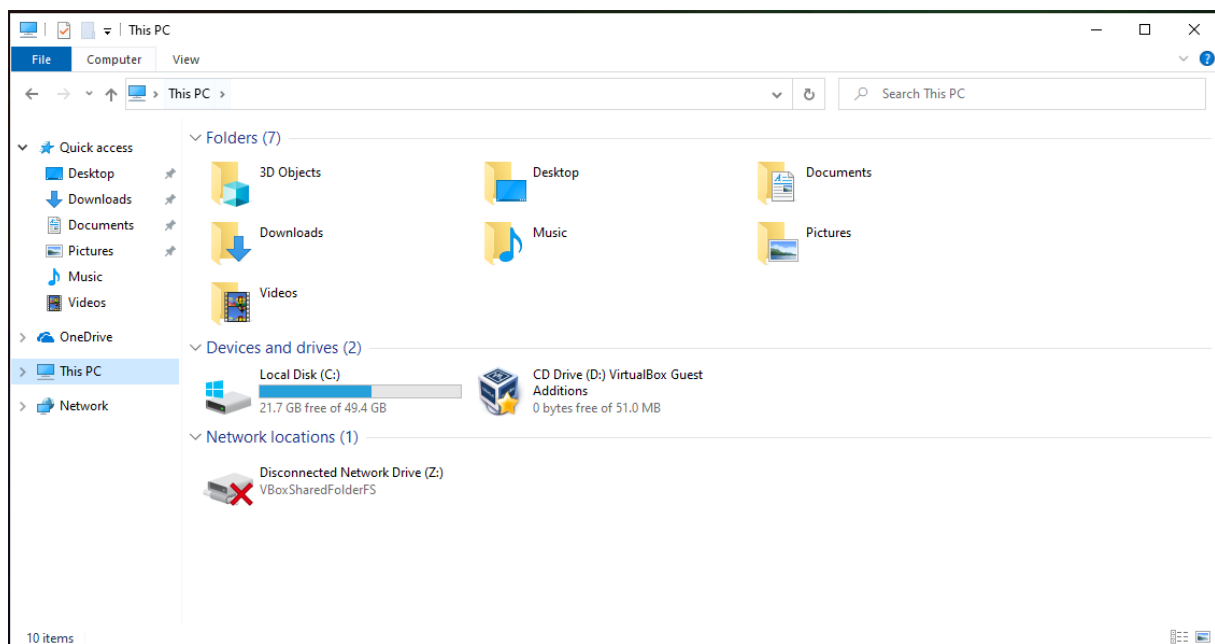 This PC
File Computer View
This PC
Search This PC
Quick access
Desktop
Downloads
Documents
Pictures
Music
Videos
OneDrive
This PC
Network
Folders (7)
3D Objects
Desktop
Documents
Downloads
Music
Pictures
Videos
Devices and drives (2)
Local Disk (C:)
21.7 GB free of 49.4 GB
CD Drive (D:) VirtualBox Guest
Additions
0 bytes free of 51.0 MB
Network locations (1)
Disconnected Network Drive (Z:)
VBoxSharedFolderFS
10 items